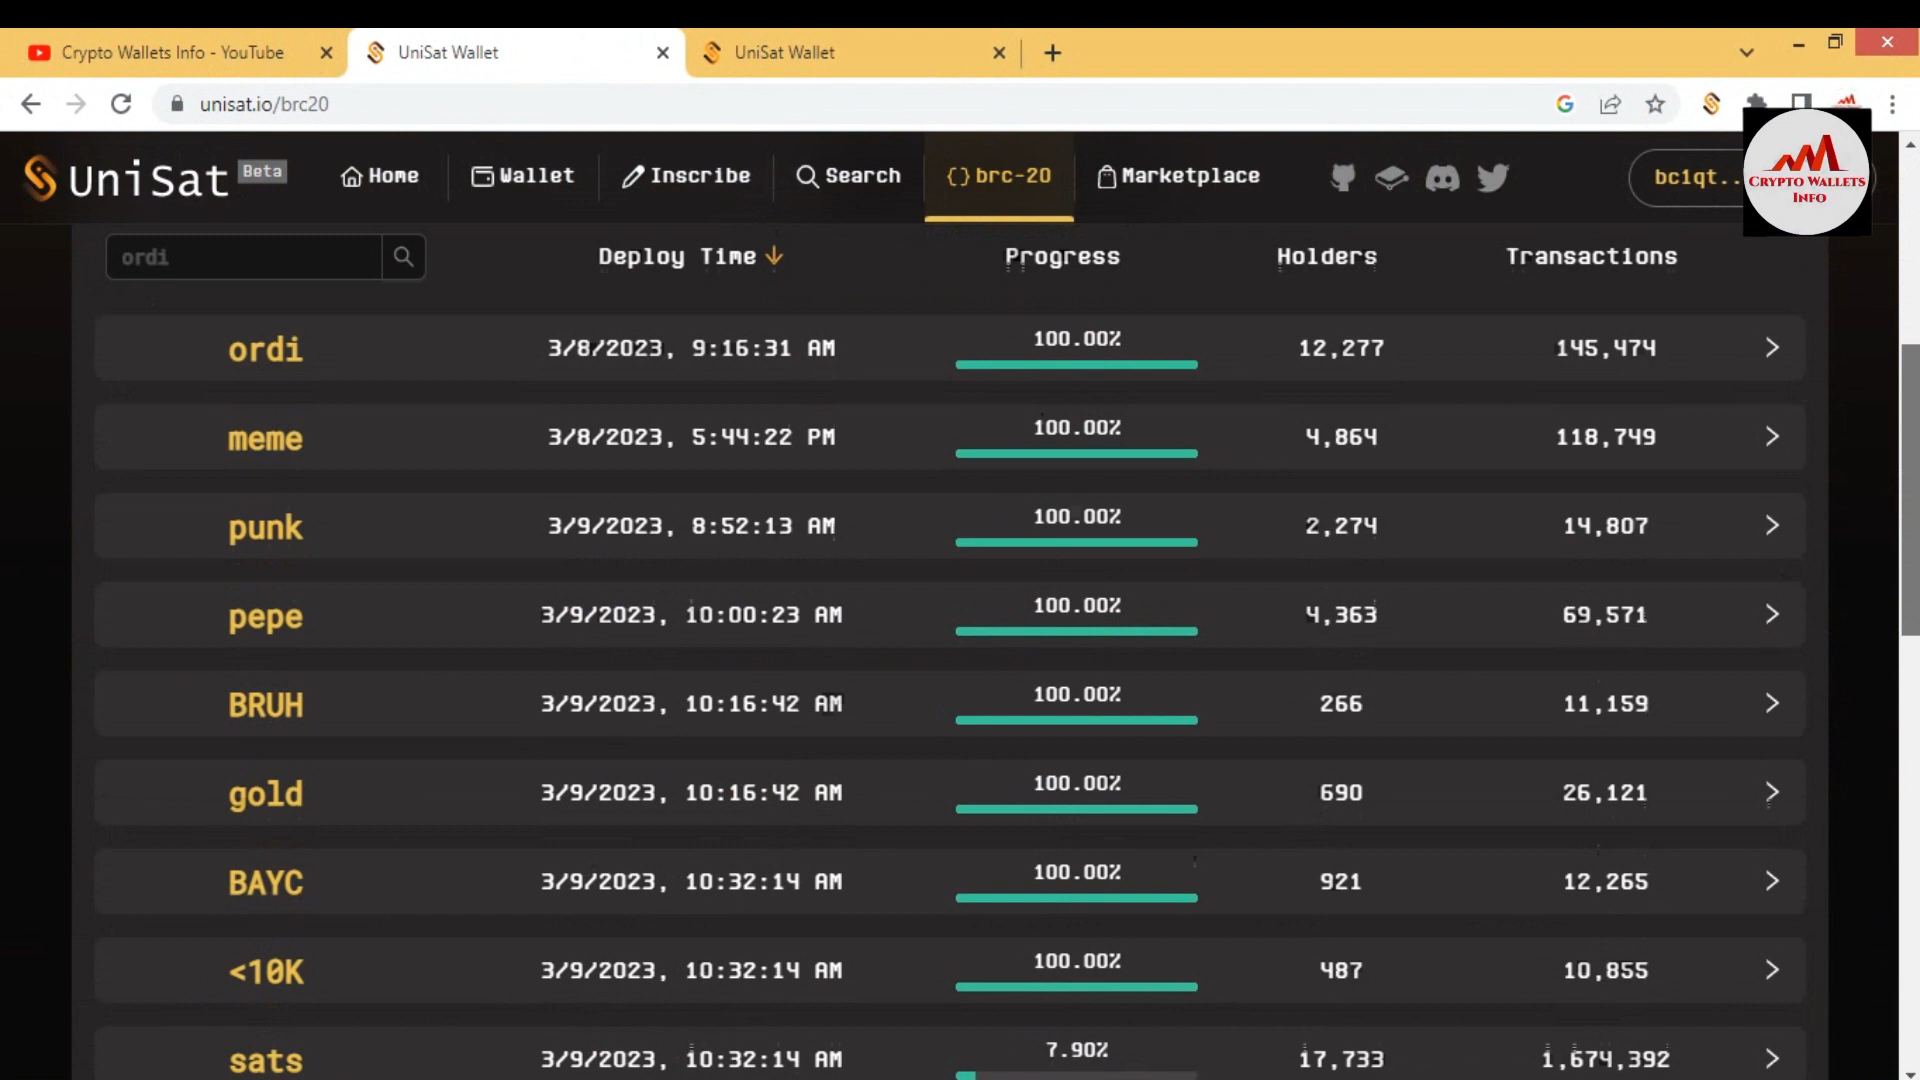 Crypto Wallets Info - YouTube
UniSat Wallet
UniSat Wallet
unisat.io/brc20
UniSat Beta
Home
Wallet
Inscribe
Search
{} brc-20
Marketplace
bc1qt..
CRYPTO WALLETS
INFO
ordi
Deploy Time
Progress
Holders
Transactions
ordi 3/8/2023, 9:16:31 AM 100.00% 12,277 145,474
meme 3/8/2023, 5:44:22 PM 100.00% 4,864 118,749
punk 3/9/2023, 8:52:13 AM 100.00% 2,274 14,807
pepe 3/9/2023, 10:00:23 AM 100.00% 4,363 69,571
BRUH 3/9/2023, 10:16:42 AM 100.00% 266 11,159
gold 3/9/2023, 10:16:42 AM 100.00% 690 26,121
BAYC 3/9/2023, 10:32:14 AM 100.00% 921 12,265
<10K 3/9/2023, 10:32:14 AM 100.00% 487 10,855
sats 3/9/2023, 10:32:14 AM 7.90% 17,733 1,674,392